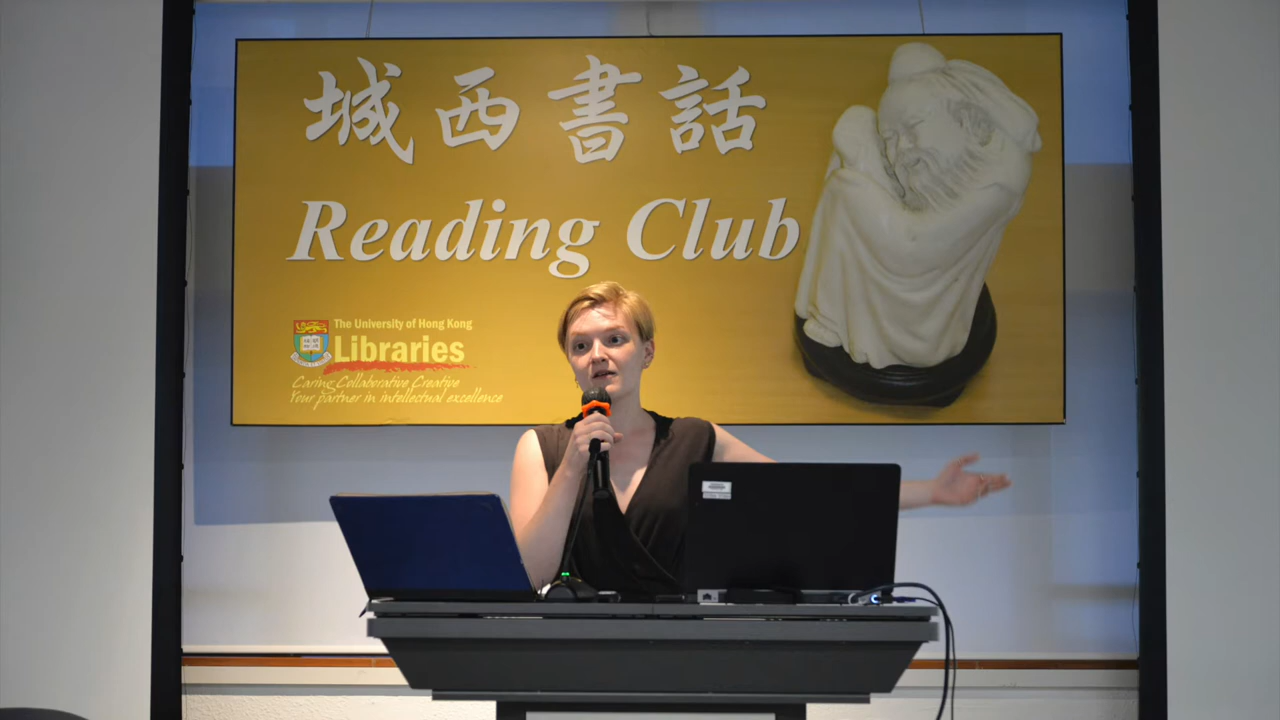 城西書話
Reading Club
The University of Hong Kong
Libraries
Caring Collaborative Creative
Your partner in intellectual excellence